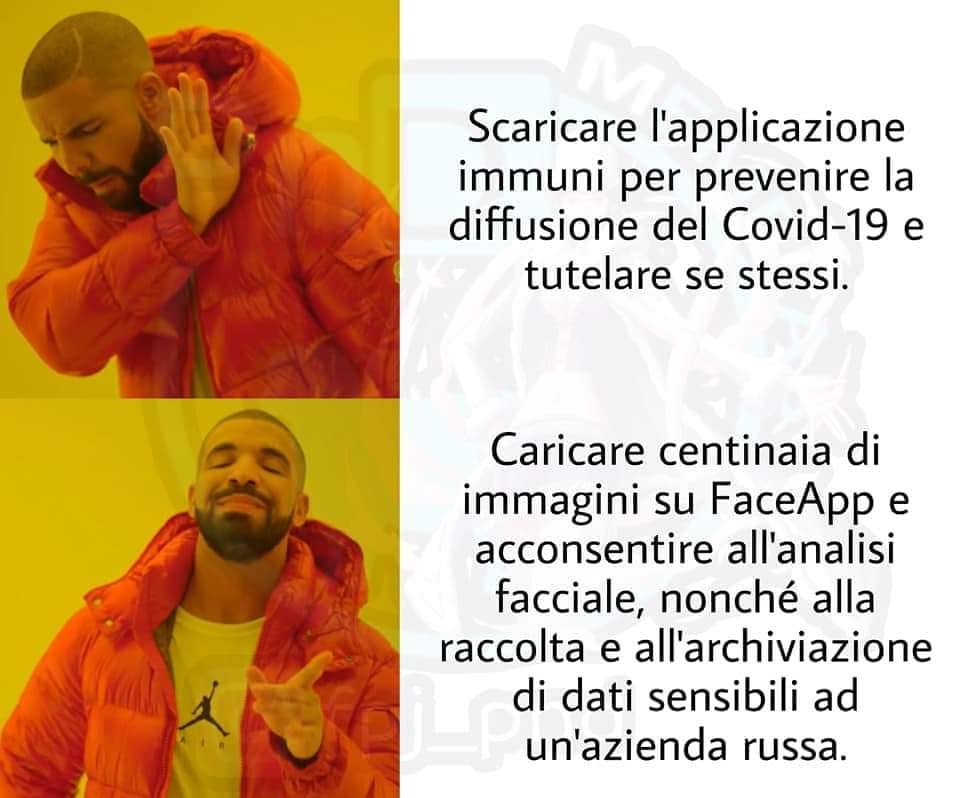 Scaricare l'applicazione
immuni per prevenire la
diffusione del Covid-19 e
tutelare se stessi.
Caricare centinaia di
immagini su FaceApp e
acconsentire all'analisi
facciale, nonché alla
raccolta e all'archiviazione
di dati sensibili ad
un'azienda russa.
AIR